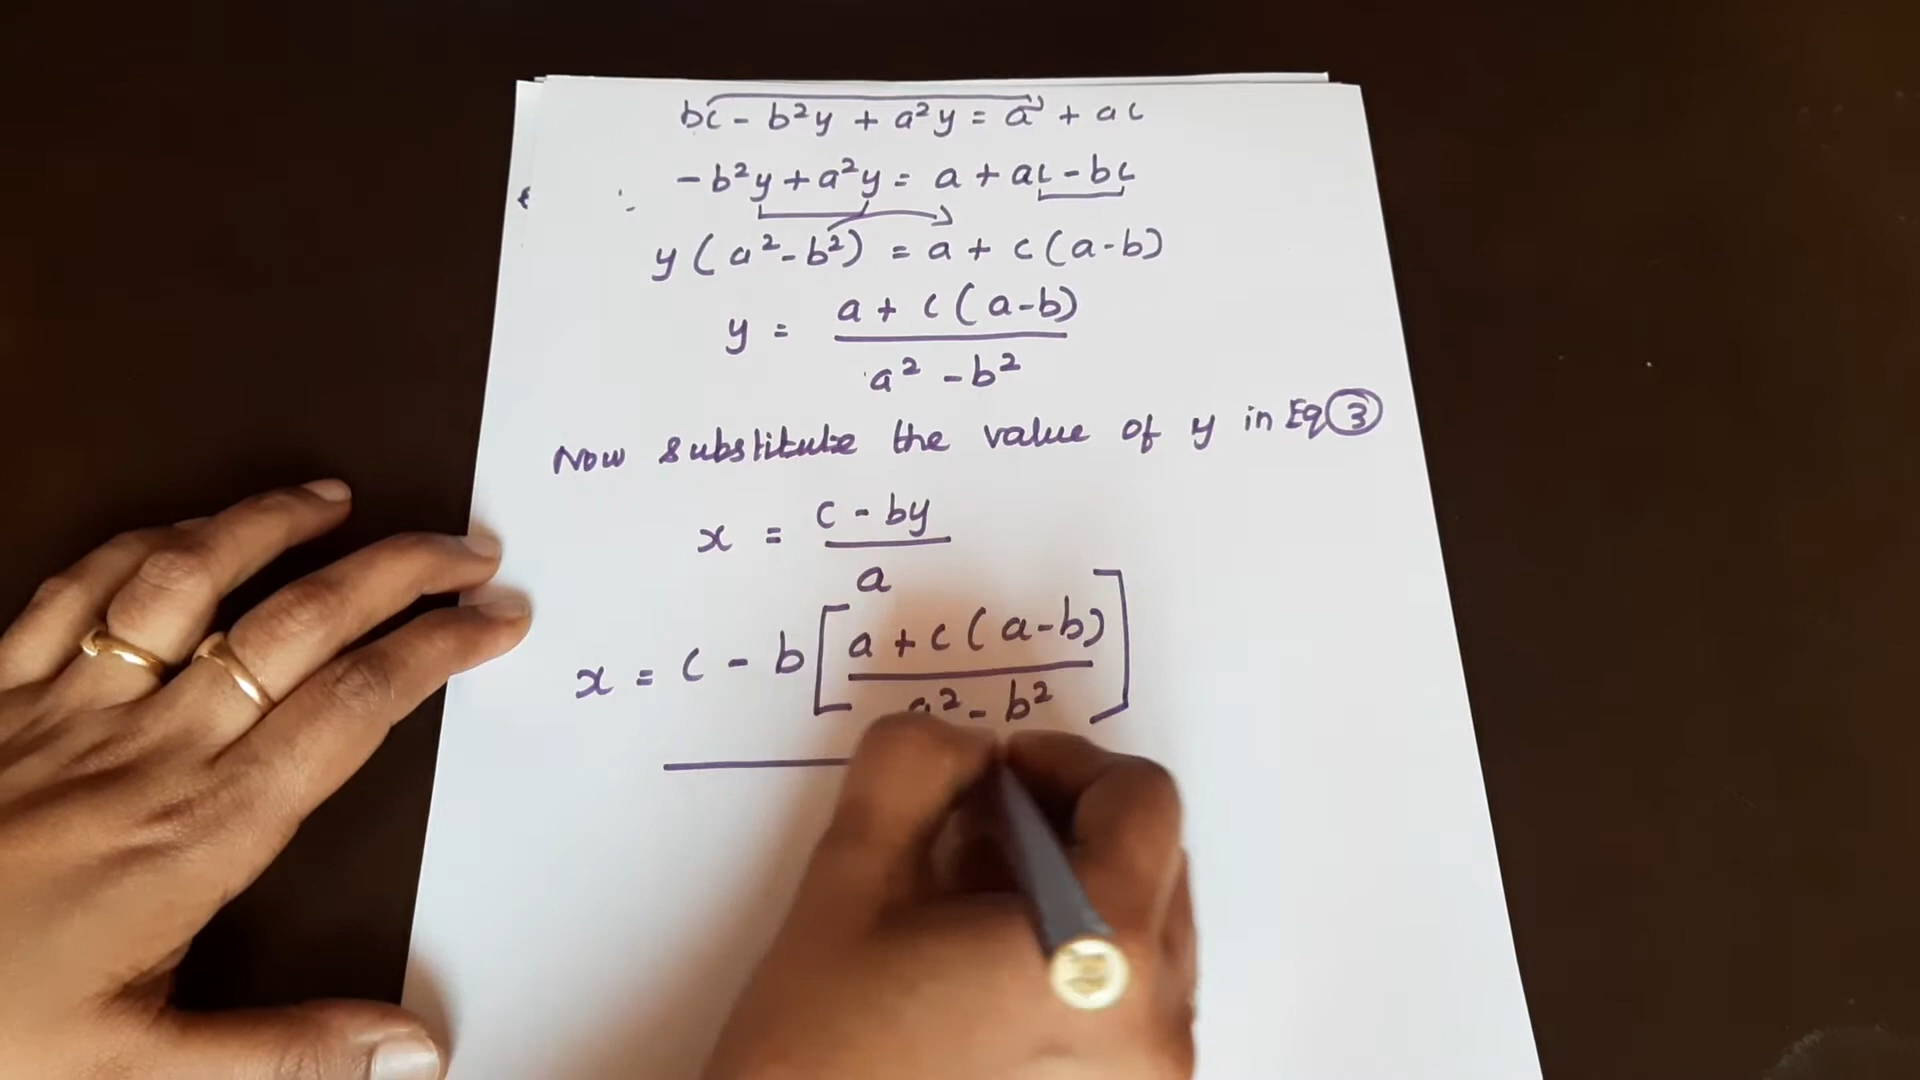 bc - b²y + a²y = a + ac
- b²y + a²y = a + ac - bc
y ( a² - b² ) = a + c ( a - b )
y = a + c ( a - b ) / a² - b²
Now substitute the value of y in Eq 3
x = c - by / a
x = c - b [ a + c ( a - b ) / a² - b² ]